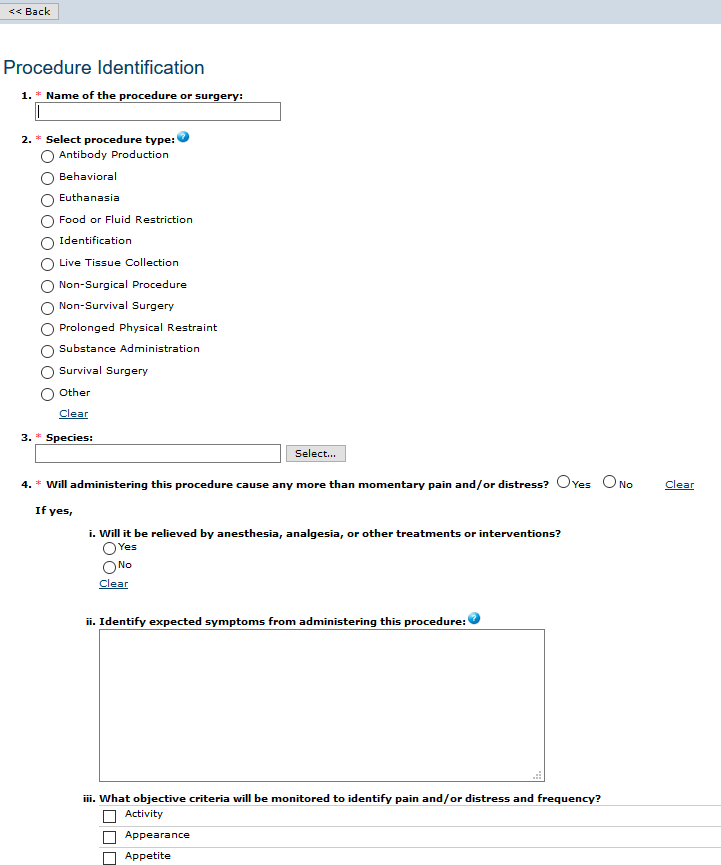 << Back
Procedure Identification
1. * Name of the procedure or surgery:
2. * Select procedure type: ?
Antibody Production
Behavioral
Euthanasia
Food or Fluid Restriction
Identification
Live Tissue Collection
Non-Surgical Procedure
Non-Survival Surgery
Prolonged Physical Restraint
Substance Administration
Survival Surgery
Other
Clear
3. * Species:
Select...
4. * Will administering this procedure cause any more than momentary pain and/or distress? Yes No Clear
If yes,
i. Will it be relieved by anesthesia, analgesia, or other treatments or interventions?
Yes
No
Clear
ii. Identify expected symptoms from administering this procedure: ?
iii. What objective criteria will be monitored to identify pain and/or distress and frequency?
Activity
Appearance
Appetite